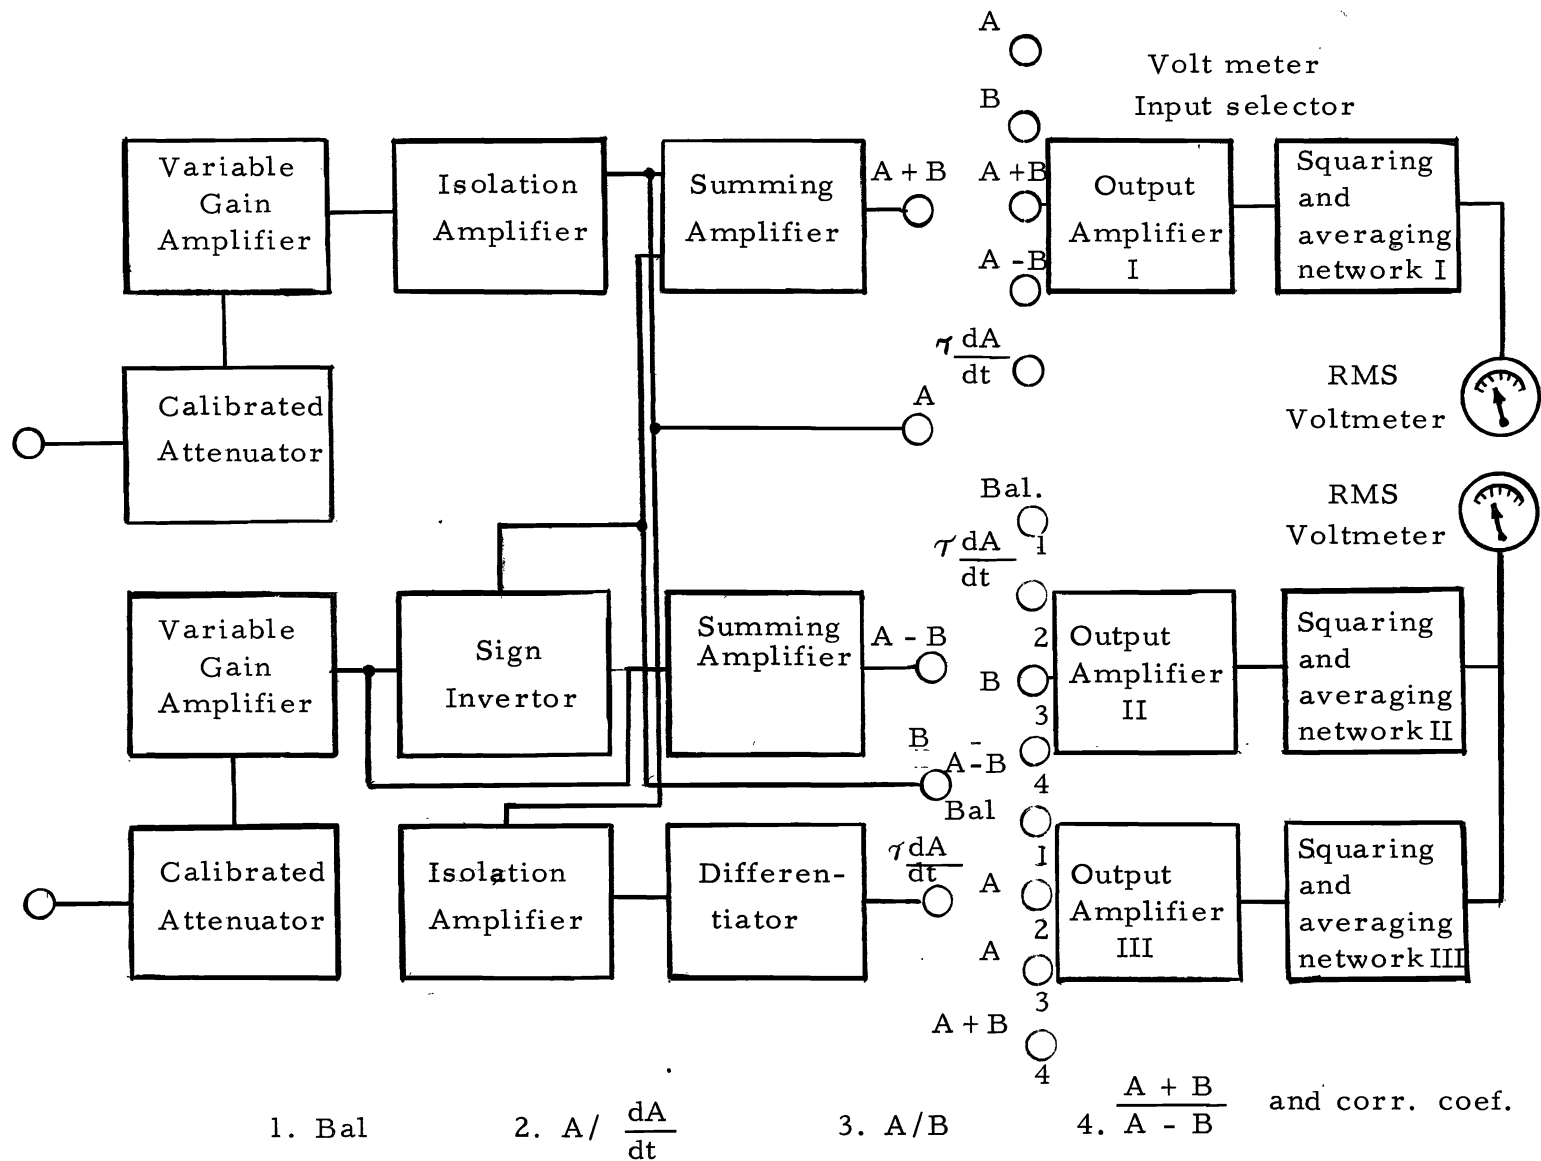 A
Volt meter
Input selector
B
Variable
Gain
Amplifier
Isolation
Amplifier
Summing
Amplifier
A + B
A + B
A - B
Output
Amplifier
I
Squaring
and
averaging
network I
τ dA
dt
A
RMS
Voltmeter
Calibrated
Attenuator
Bal.
1
τ dA
dt
RMS
Voltmeter
Variable
Gain
Amplifier
Sign
Invertor
Summing
Amplifier
A - B
2
B
3
Output
Amplifier
II
Squaring
and
averaging
network II
B
A - B
4
Bal
1
Calibrated
Attenuator
Isolation
Amplifier
Differen-
tiator
τ dA
dt
A
2
A
3
A + B
4
Output
Amplifier
III
Squaring
and
averaging
network III
1. Bal
2. A/ dA
dt
3. A/B
4. A + B
A - B
and corr. coef.